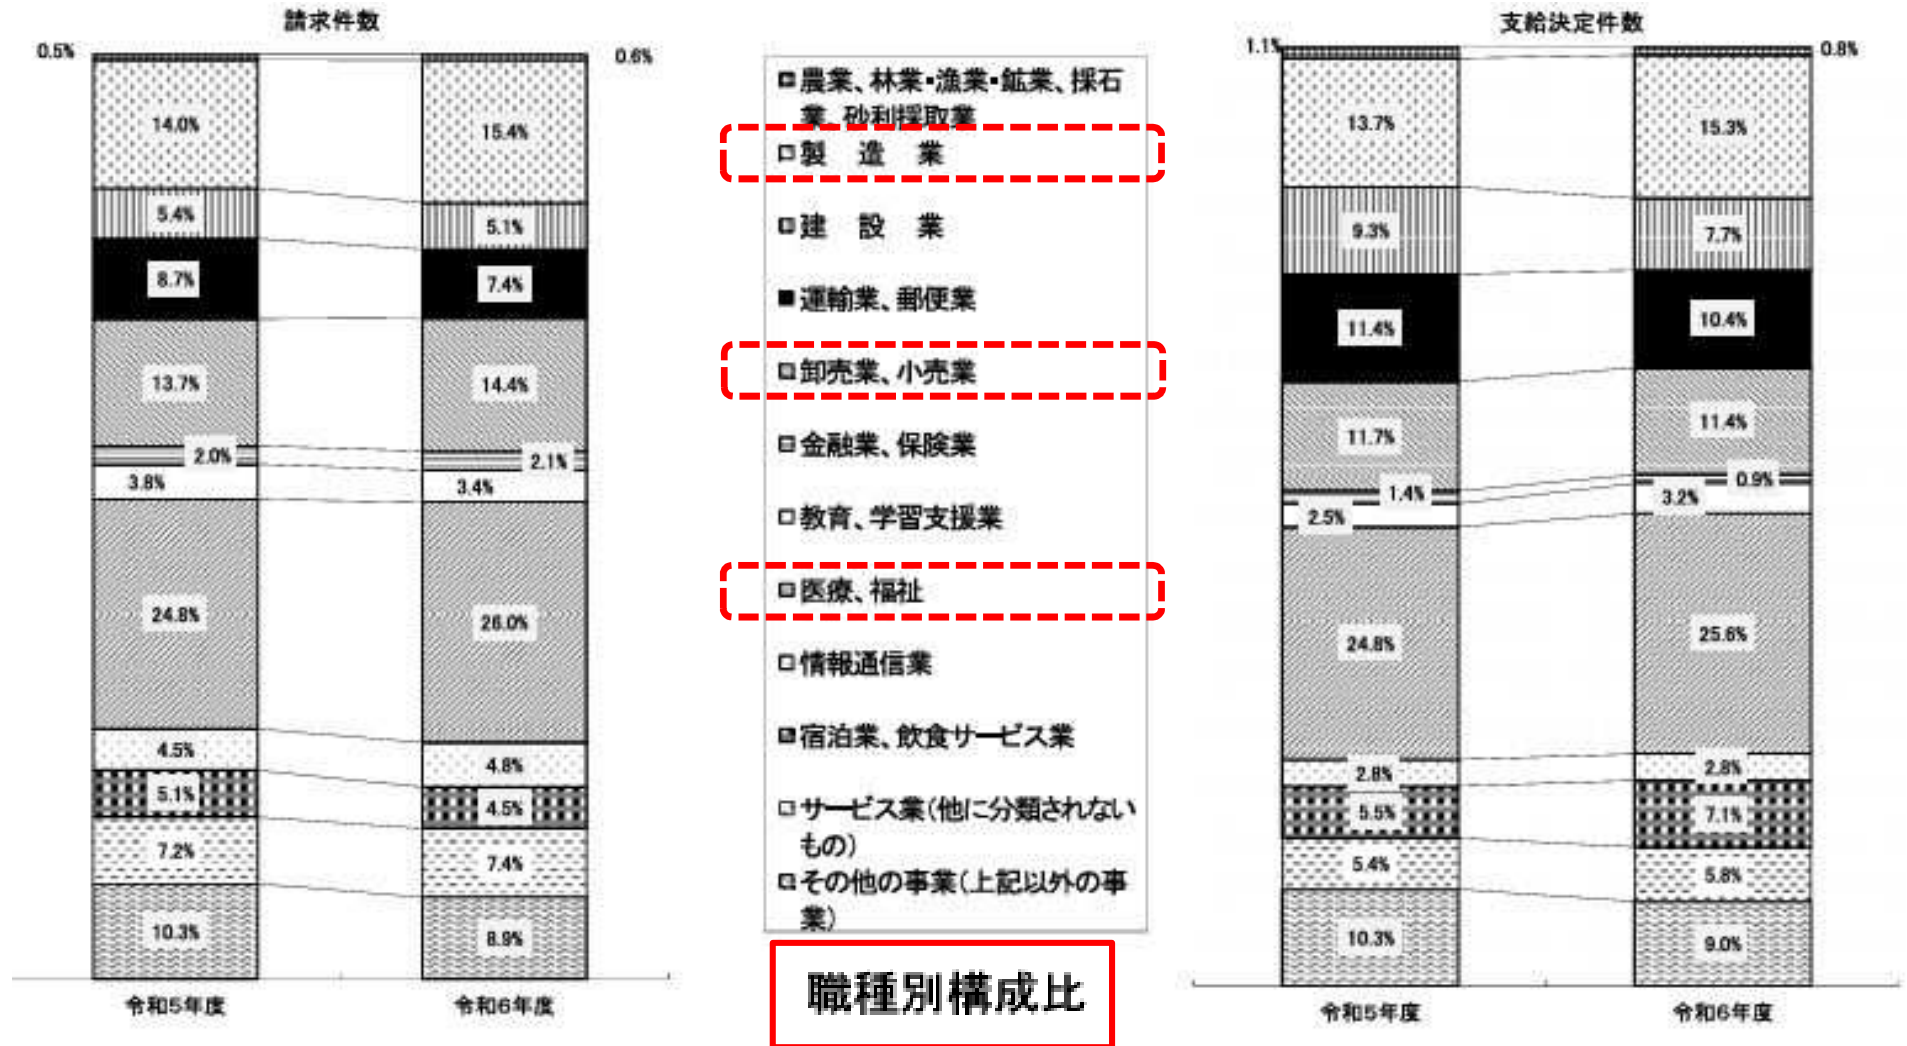 請求件数
0.5%
14.0%
5.4%
8.7%
13.7%
2.0%
3.8%
24.8%
4.5%
5.1%
7.2%
10.3%
令和5年度
0.6%
15.4%
5.1%
7.4%
14.4%
2.1%
3.4%
26.0%
4.8%
4.5%
7.4%
8.9%
令和6年度
農業、林業・漁業・鉱業、採石
業、砂利採取業
製 造 業
建 設 業
運輸業、郵便業
卸売業、小売業
金融業、保険業
教育、学習支援業
医療、福祉
情報通信業
宿泊業、飲食サービス業
サービス業(他に分類されない
もの)
その他の事業(上記以外の事
業)
職種別構成比
支給決定件数
1.1%
13.7%
9.3%
11.4%
11.7%
1.4%
2.5%
24.8%
2.8%
5.5%
5.4%
10.3%
令和5年度
0.8%
15.3%
7.7%
10.4%
11.4%
0.9%
3.2%
25.6%
2.8%
7.1%
5.8%
9.0%
令和6年度